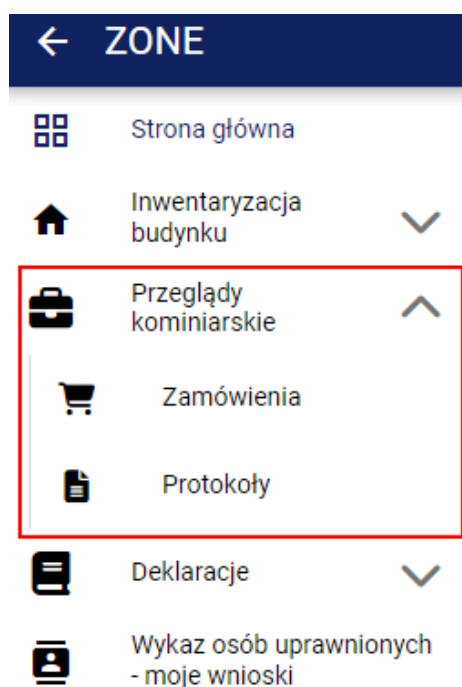 ZONE
Strona główna
Inwentaryzacja
budynku
Przeglądy
kominiarskie
Zamówienia
Protokoły
Deklaracje
Wykaz osób uprawnionych
- moje wnioski